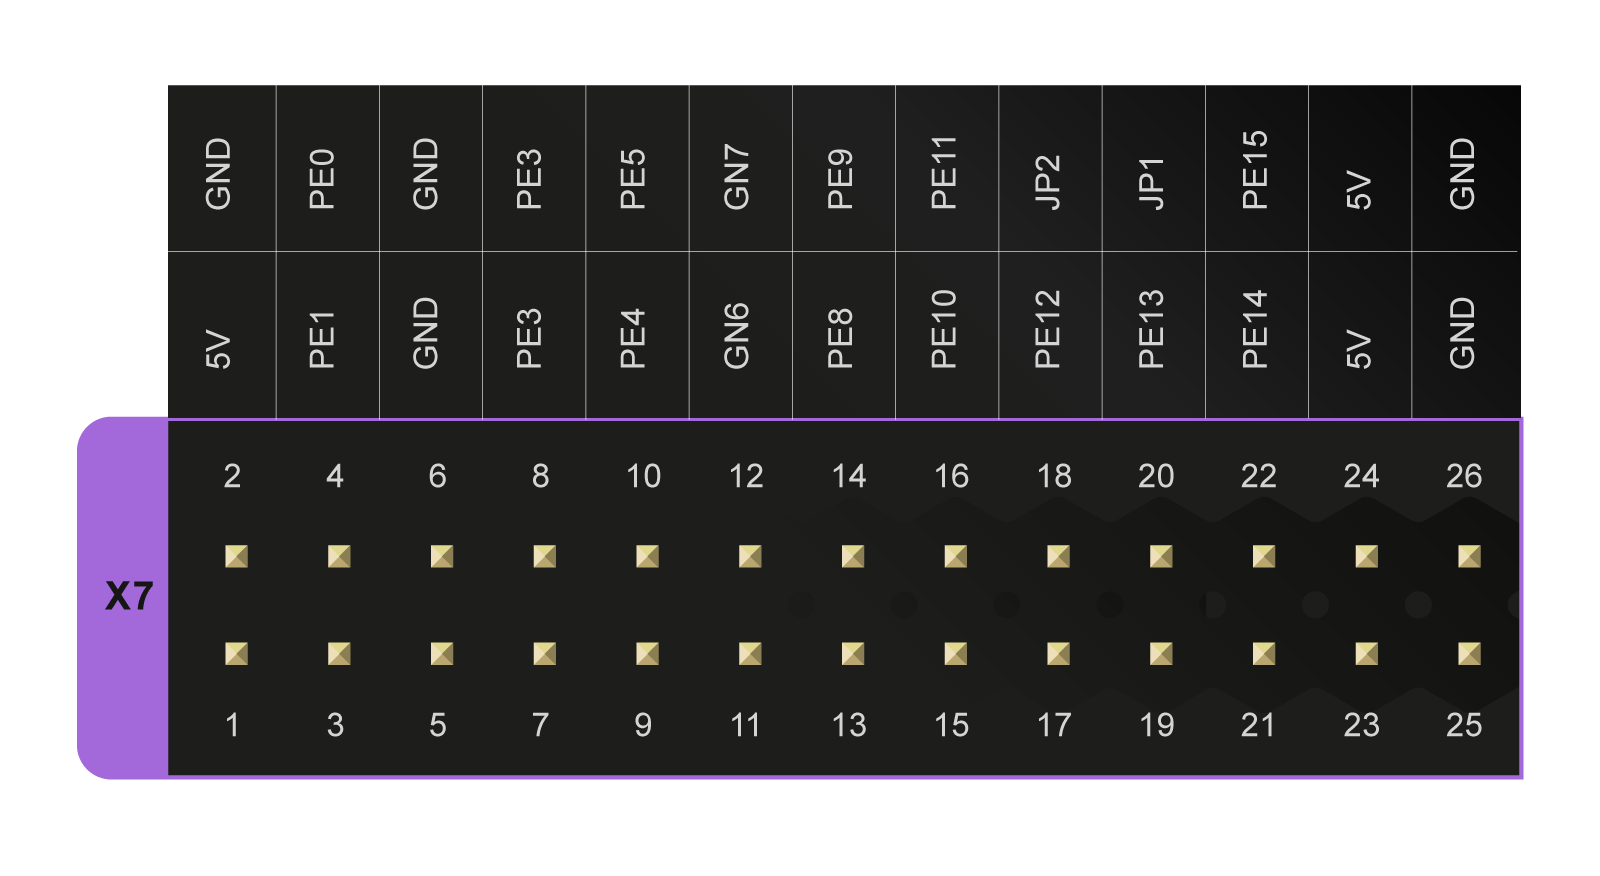 GND PE0 GND PE3 PE5 GN7 PE9 PE11 JP2 JP1 PE15 5V GND
5V PE1 GND PE3 PE4 GN6 PE8 PE10 PE12 PE13 PE14 5V GND
2 4 6 8 10 12 14 16 18 20 22 24 26
X7
1 3 5 7 9 11 13 15 17 19 21 23 25